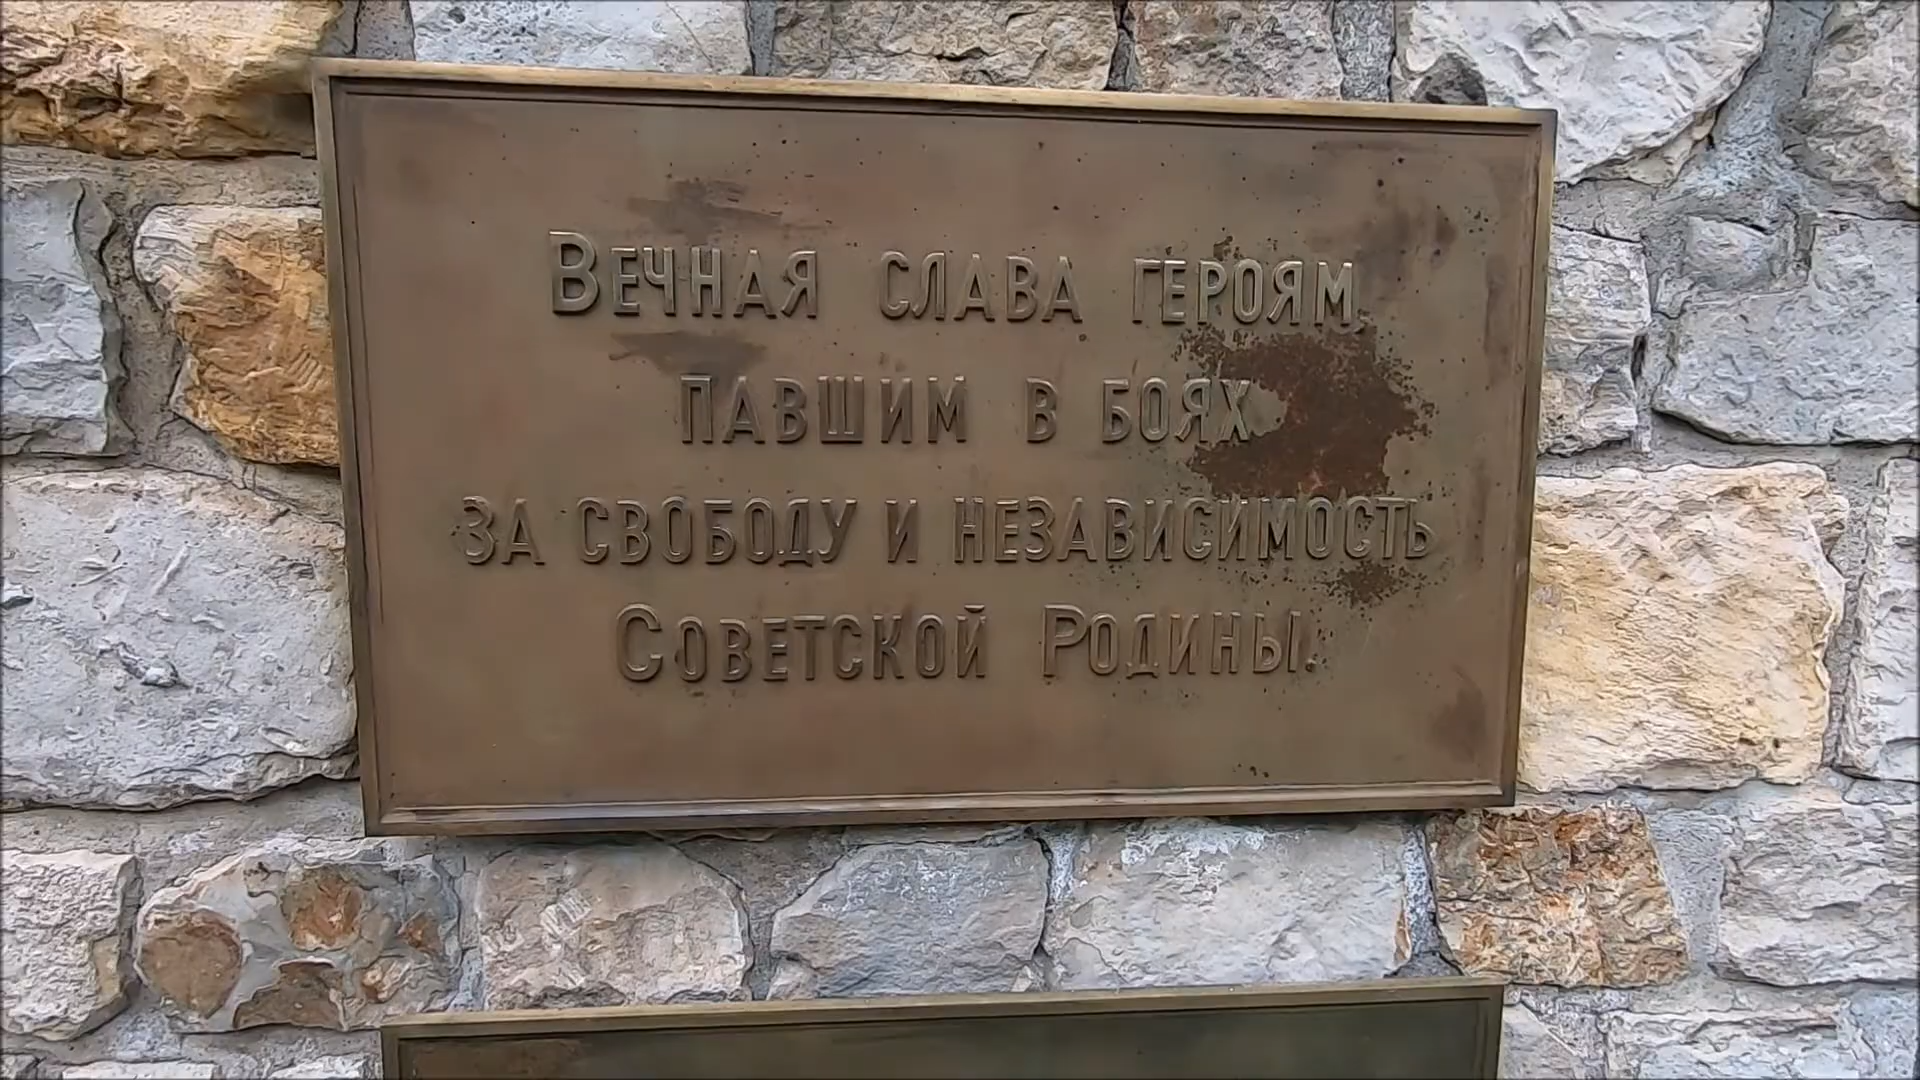 Вечная слава героям,
павшим в боях
за свободу и независимость
Советской Родины.